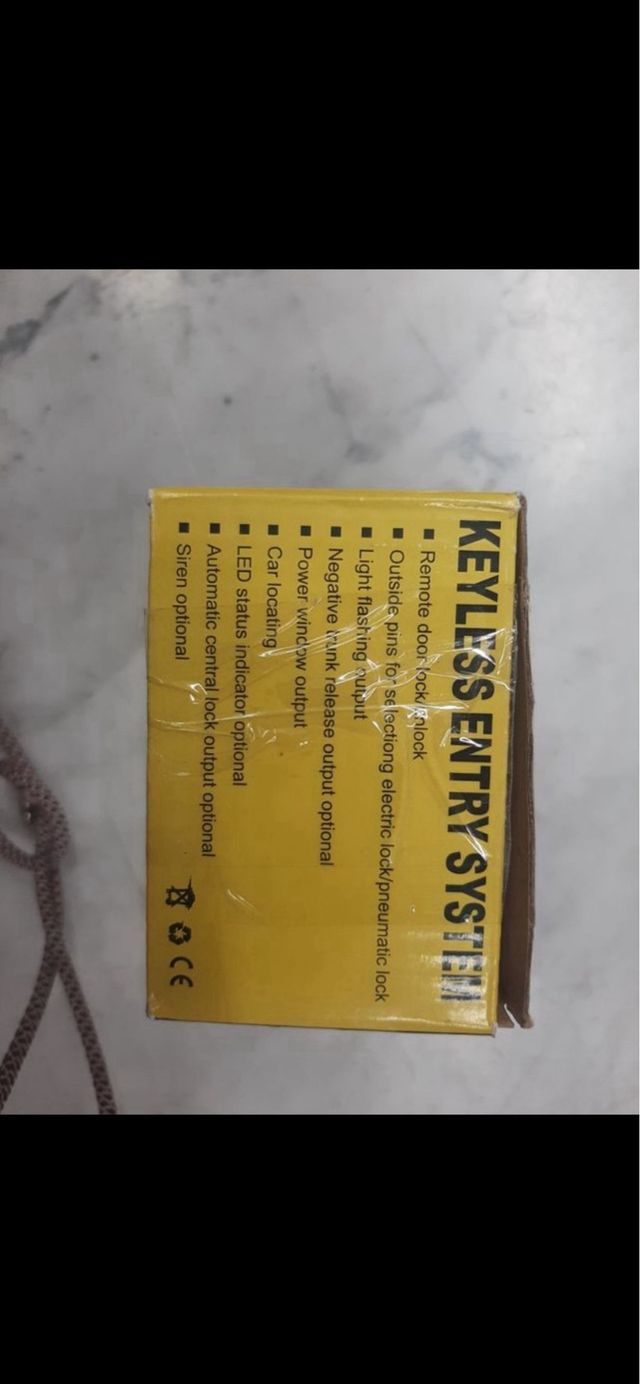 KEYLESS ENTRY SYSTEM
■ Remote door lock/unlock
■ Outside pins for selectiong electric lock/pneumatic lock
■ Light flashing output
■ Negative trunk release output optional
■ Power window output
■ Car locating
■ LED status indicator optional
■ Automatic central lock output optional
■ Siren optional
CE